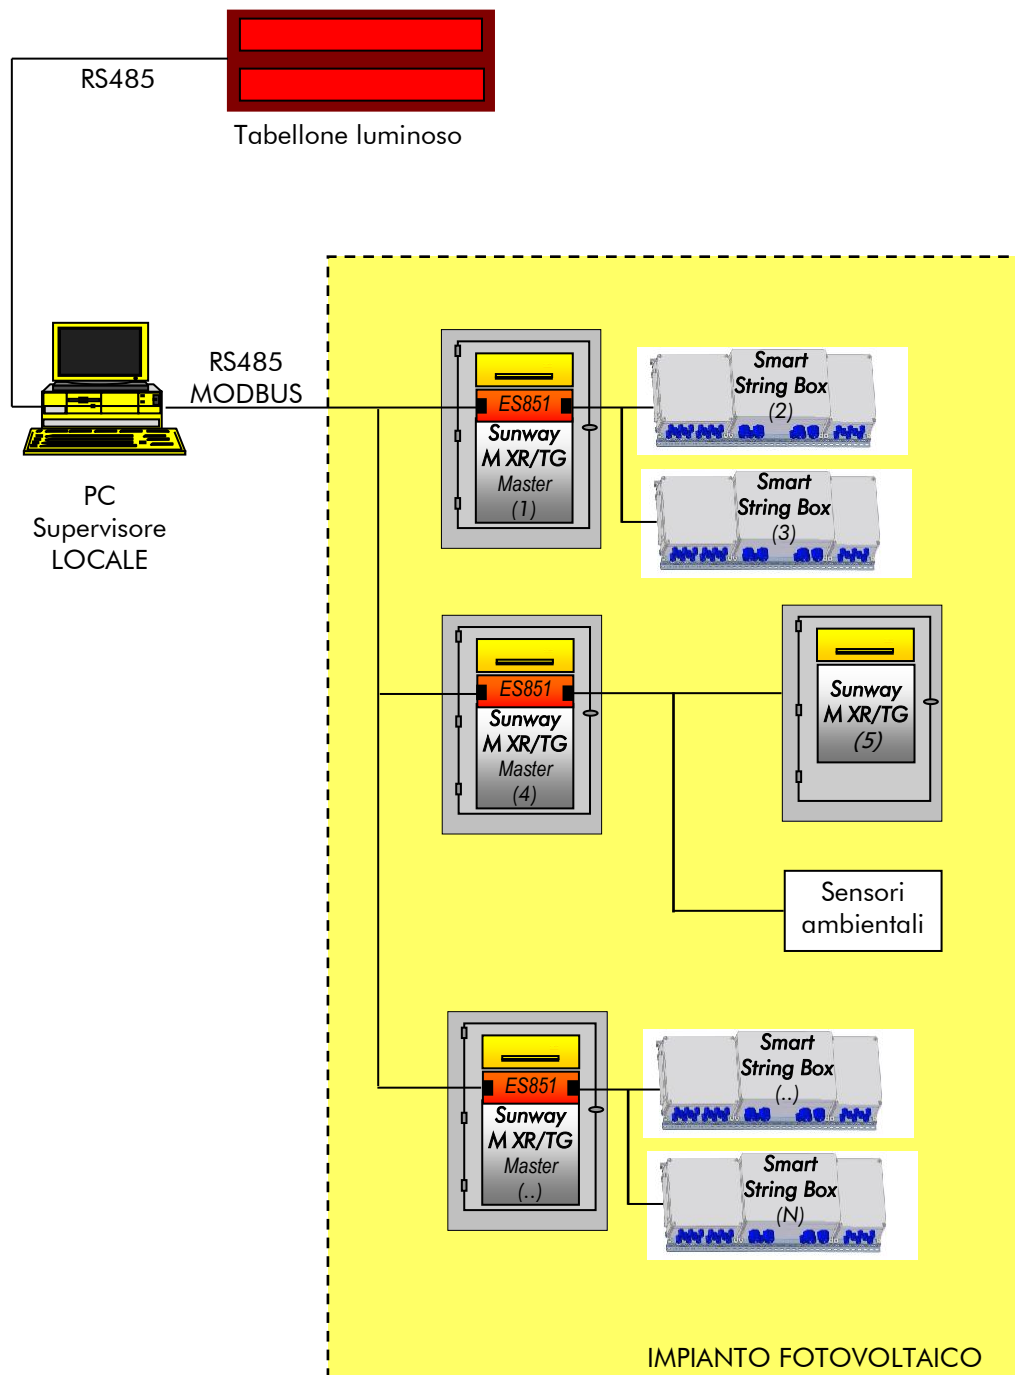 RS485
Tabellone luminoso
RS485
MODBUS
PC
Supervisore
LOCALE
ES851
Sunway
M XR/TG
Master
(1)
Smart
String Box
(2)
Smart
String Box
(3)
ES851
Sunway
M XR/TG
Master
(4)
Sunway
M XR/TG
(5)
Sensori
ambientali
ES851
Sunway
M XR/TG
Master
(..)
Smart
String Box
(..)
Smart
String Box
(N)
IMPIANTO FOTOVOLTAICO